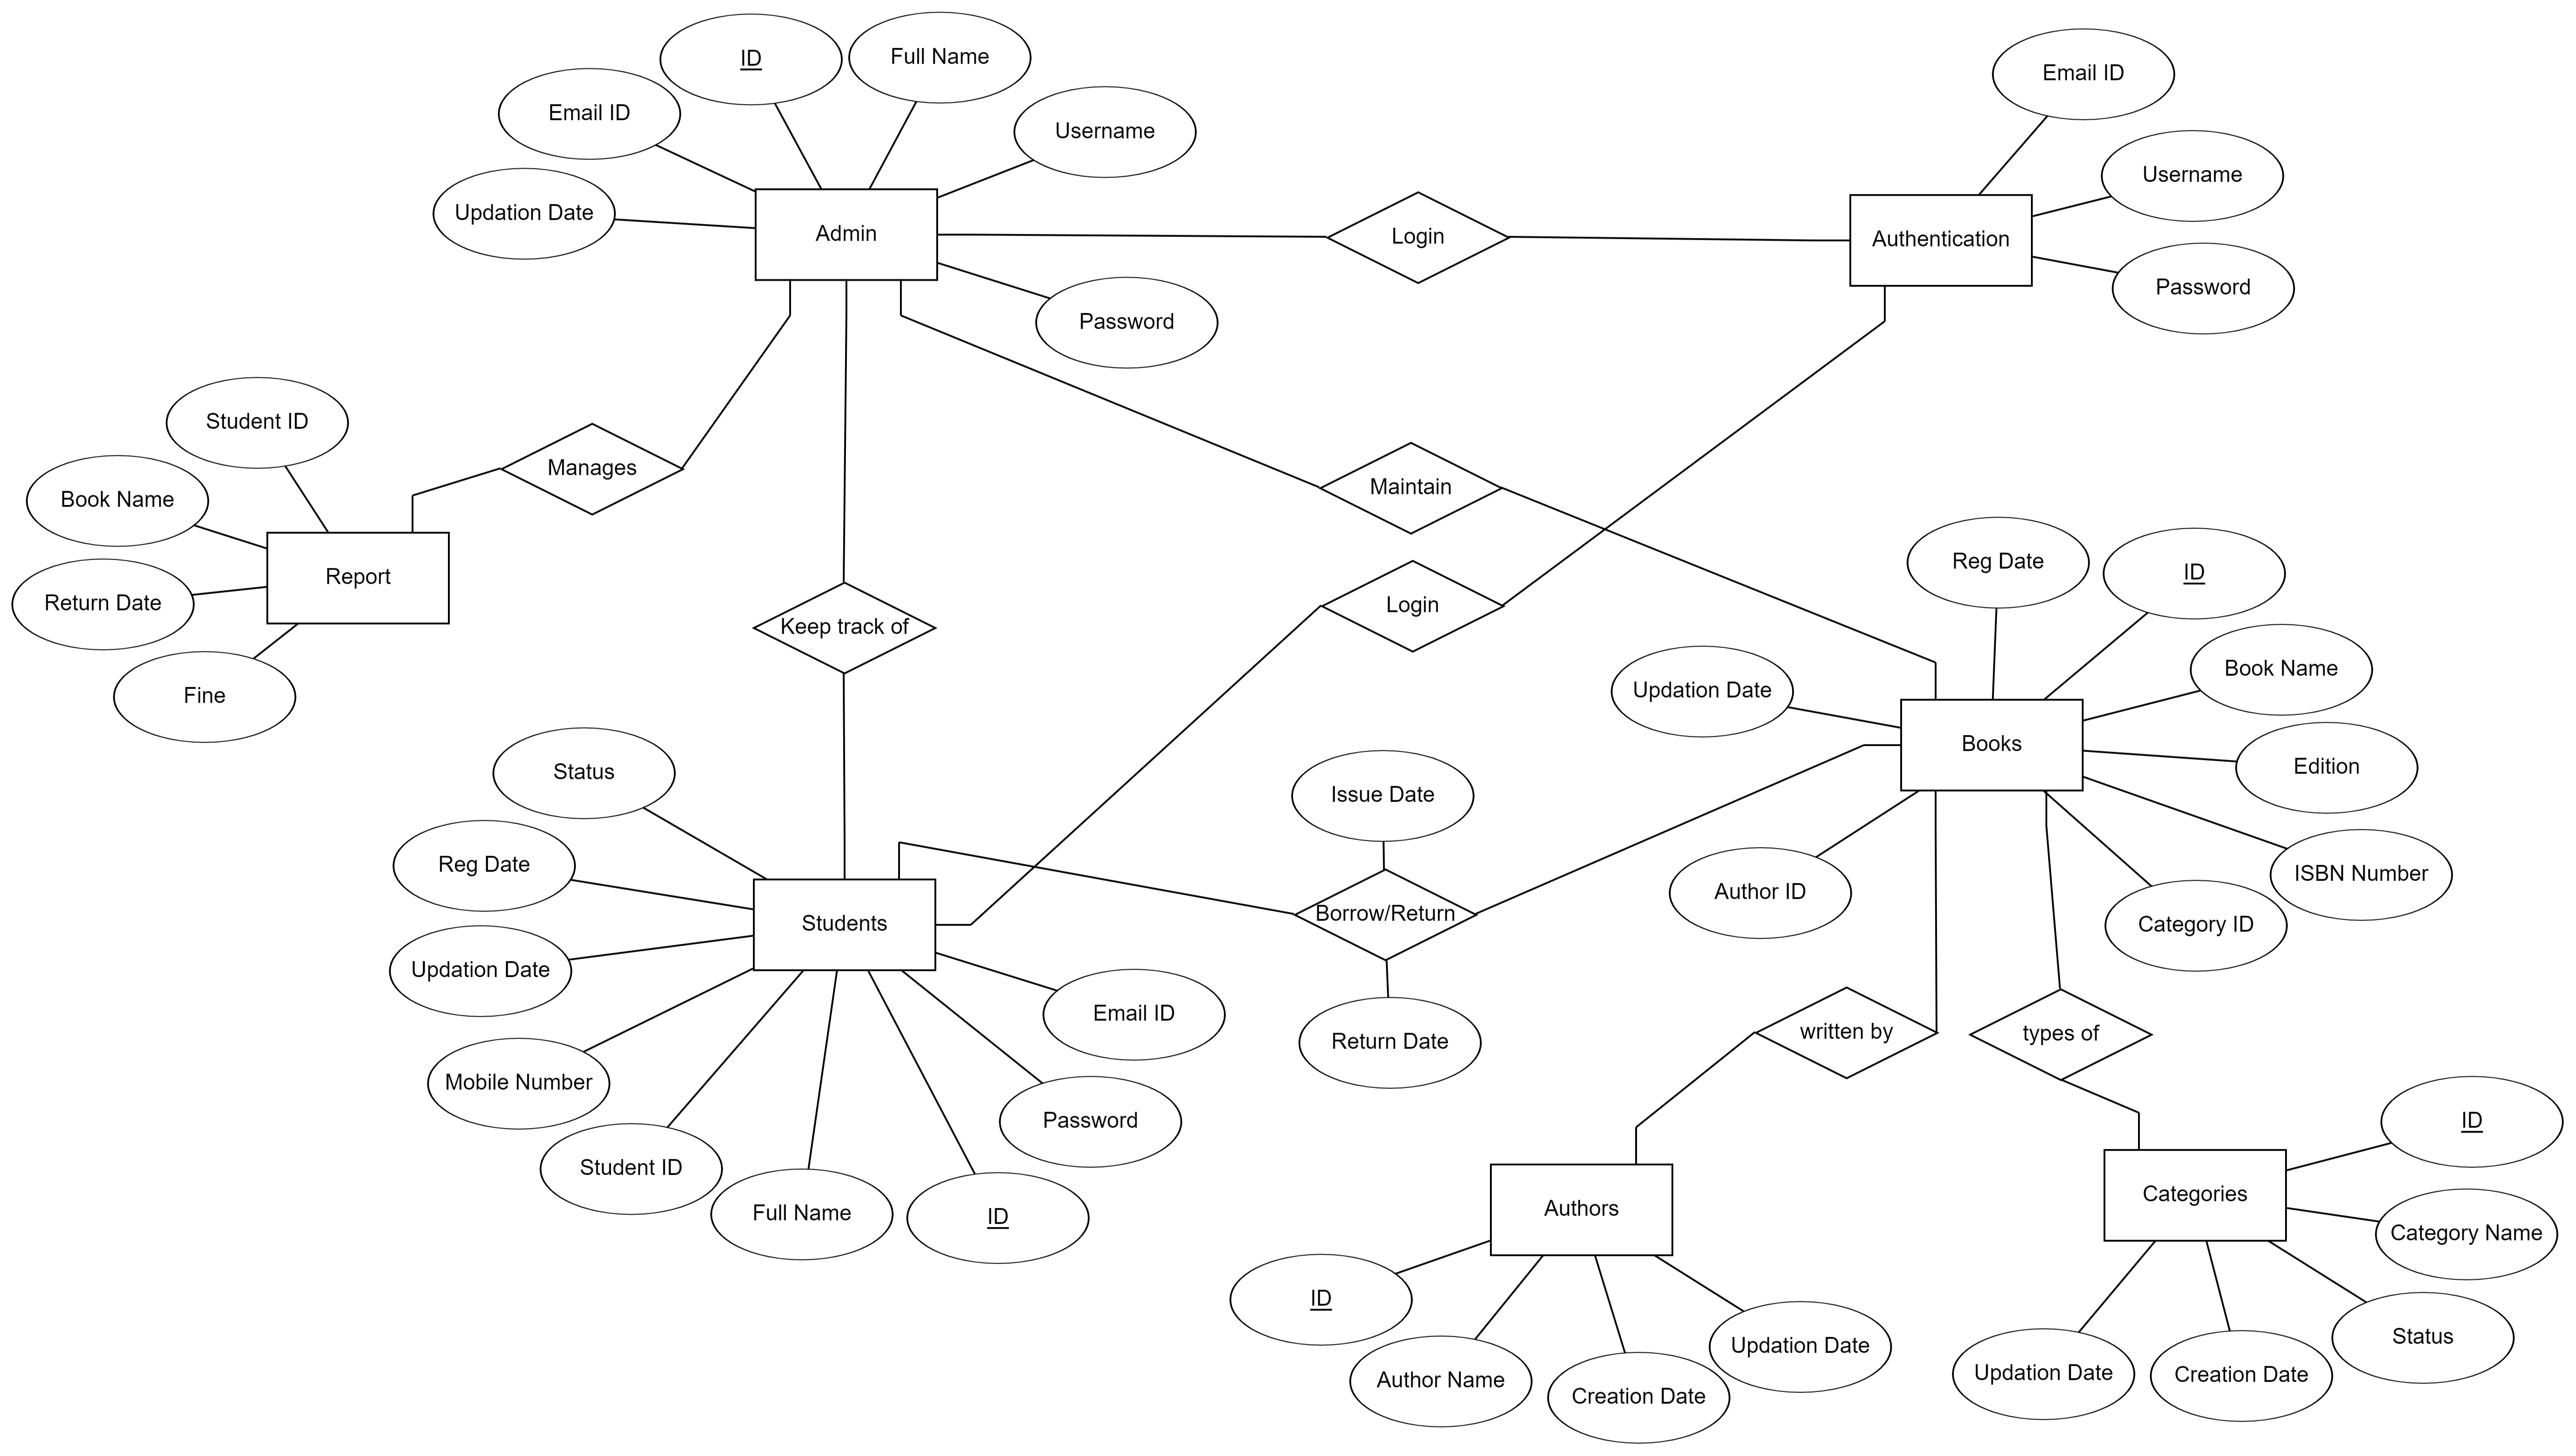 ID
Full Name
Email ID
Username
Updation Date
Admin
Password
Login
Email ID
Username
Authentication
Password
Student ID
Book Name
Manages
Report
Return Date
Fine
Keep track of
Maintain
Login
Reg Date
ID
Updation Date
Book Name
Books
Edition
ISBN Number
Author ID
Category ID
Status
Reg Date
Students
Updation Date
Mobile Number
Student ID
Full Name
ID
Password
Email ID
Issue Date
Borrow/Return
Return Date
written by
types of
Authors
ID
Author Name
Creation Date
Updation Date
Categories
ID
Category Name
Status
Creation Date
Updation Date